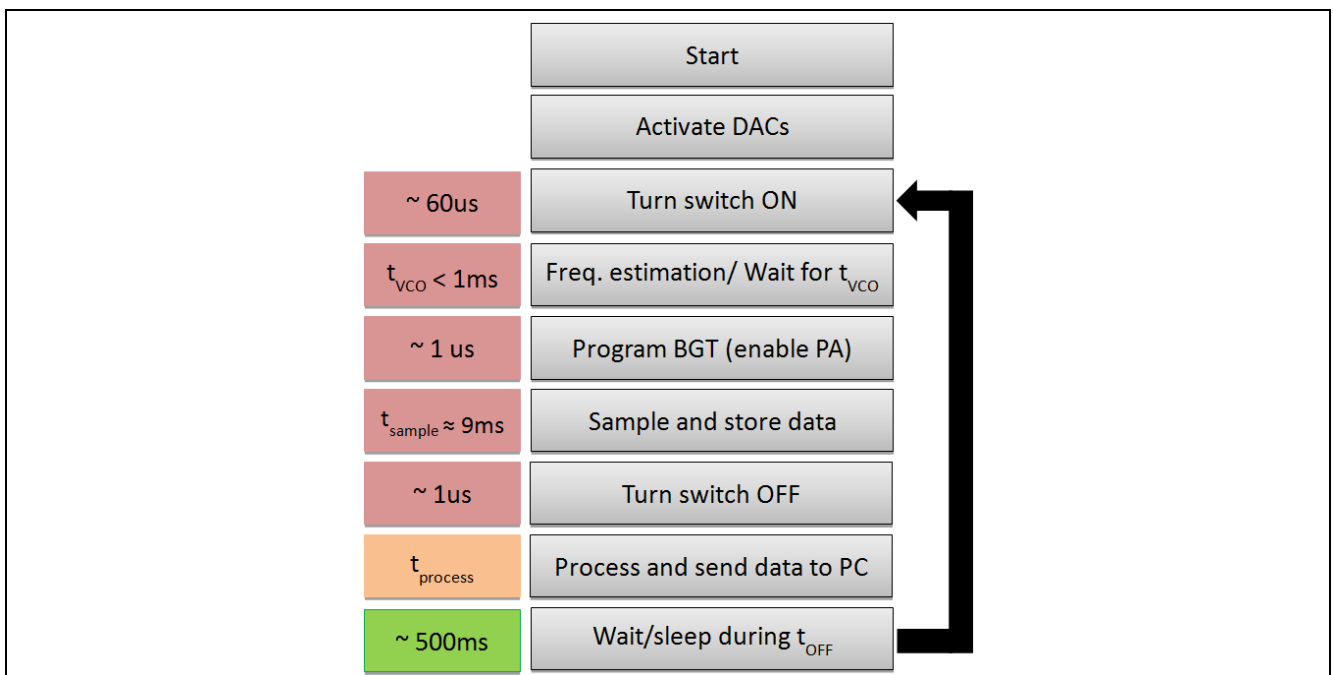 Start
Activate DACs
~ 60us Turn switch ON
tVCO < 1ms Freq. estimation/ Wait for tVCO
~ 1 us Program BGT (enable PA)
tsample ≈ 9ms Sample and store data
~ 1us Turn switch OFF
tprocess Process and send data to PC
~ 500ms Wait/sleep during tOFF